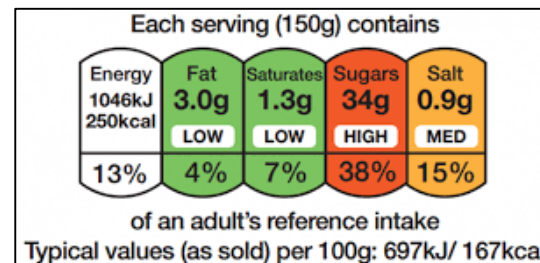 Each serving (150g) contains
Energy Fat Saturates Sugars Salt
1046kJ 3.0g 1.3g 34g 0.9g
250kcal LOW LOW HIGH MED
13% 4% 7% 38% 15%
of an adult's reference intake
Typical values (as sold) per 100g: 697kJ/ 167kca